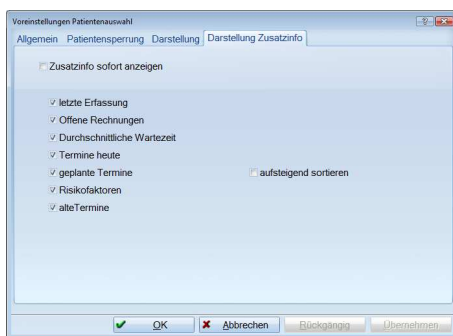 Voreinstellungen Patientenauswahl
Allgemein Patientensperrung Darstellung Darstellung Zusatzinfo
Zusatzinfo sofort anzeigen
letzte Erfassung
Offene Rechnungen
Durchschnittliche Wartezeit
Termine heute
geplante Termine aufsteigend sortieren
Risikofaktoren
alteTermine
OK Abbrechen Rückgängig Übernehmen